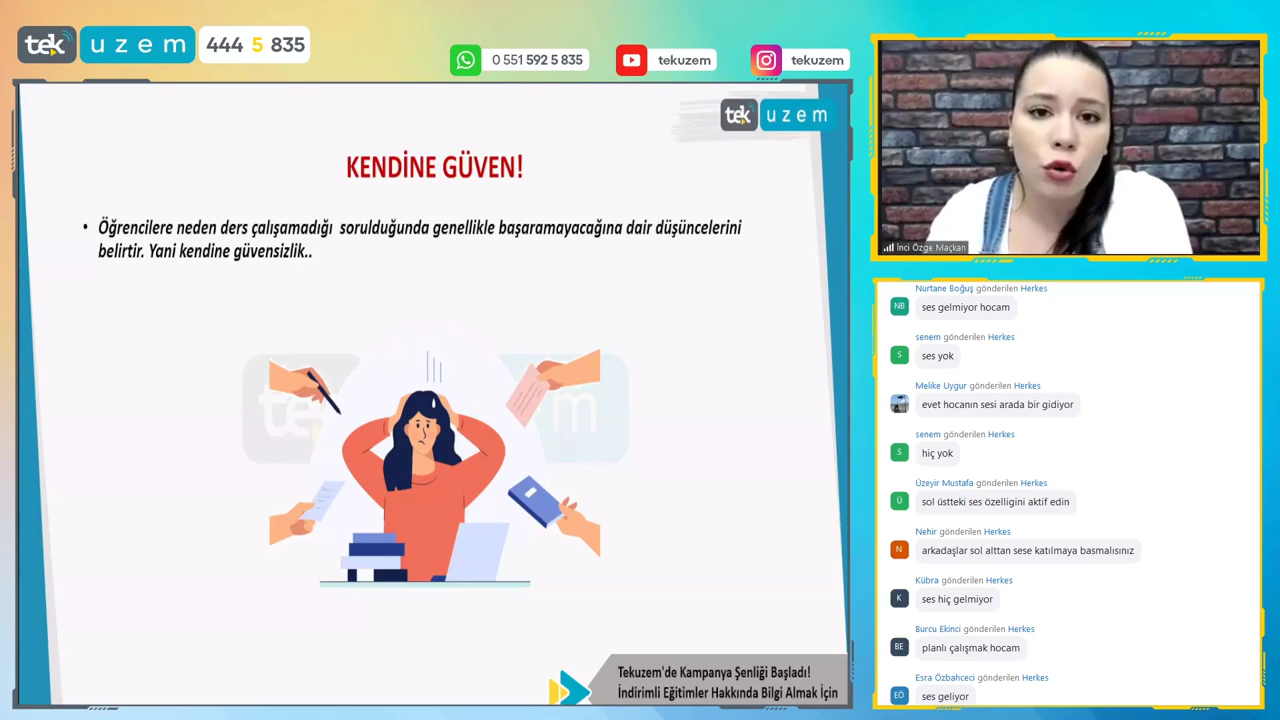 tek uzem 444 5 835
0 551 592 5 835
tekuzem
tekuzem
tek uzem
KENDİNE GÜVEN!
• Öğrencilere neden ders çalışamadığı sorulduğunda genellikle başaramayacağına dair düşüncelerini
belirtir. Yani kendine güvensizlik..
Tekuzem'de Kampanya Şenliği Başladı!
İndirimli Eğitimler Hakkında Bilgi Almak İçin
İnci Özge Maçkan
Nurtane Boğuş gönderilen Herkes
NB
ses gelmiyor hocam
senem gönderilen Herkes
S
ses yok
Melike Uygur gönderilen Herkes
evet hocanın sesi arada bir gidiyor
senem gönderilen Herkes
S
hiç yok
Üzeyir Mustafa gönderilen Herkes
Ü
sol üstteki ses özelligini aktif edin
Nehir gönderilen Herkes
N
arkadaşlar sol alttan sese katılmaya basmalısınız
Kübra gönderilen Herkes
K
ses hiç gelmiyor
Burcu Ekinci gönderilen Herkes
BE
planlı çalışmak hocam
Esra Özbahceci gönderilen Herkes
EÖ
ses geliyor